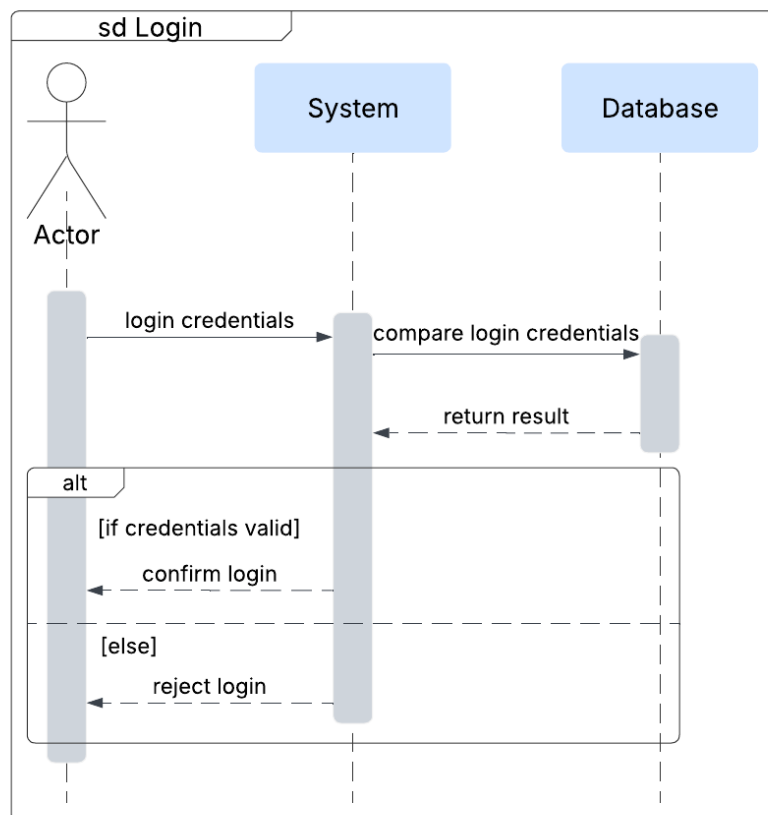 sd Login
System
Database
Actor
login credentials
compare login credentials
return result
alt
[if credentials valid]
confirm login
[else]
reject login